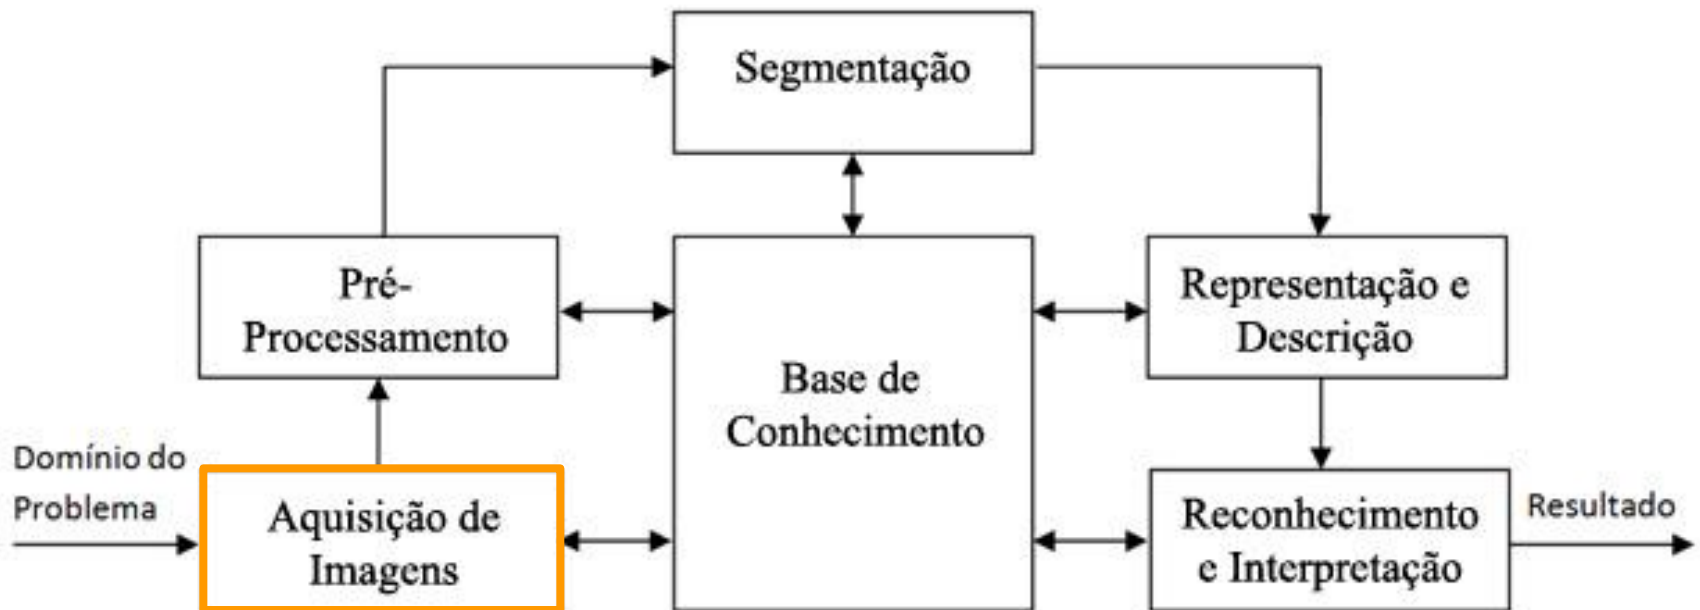 Segmentação
Pré-
Processamento
Representação e
Descrição
Base de
Conhecimento
Domínio do
Problema
Aquisição de
Imagens
Reconhecimento
e Interpretação
Resultado